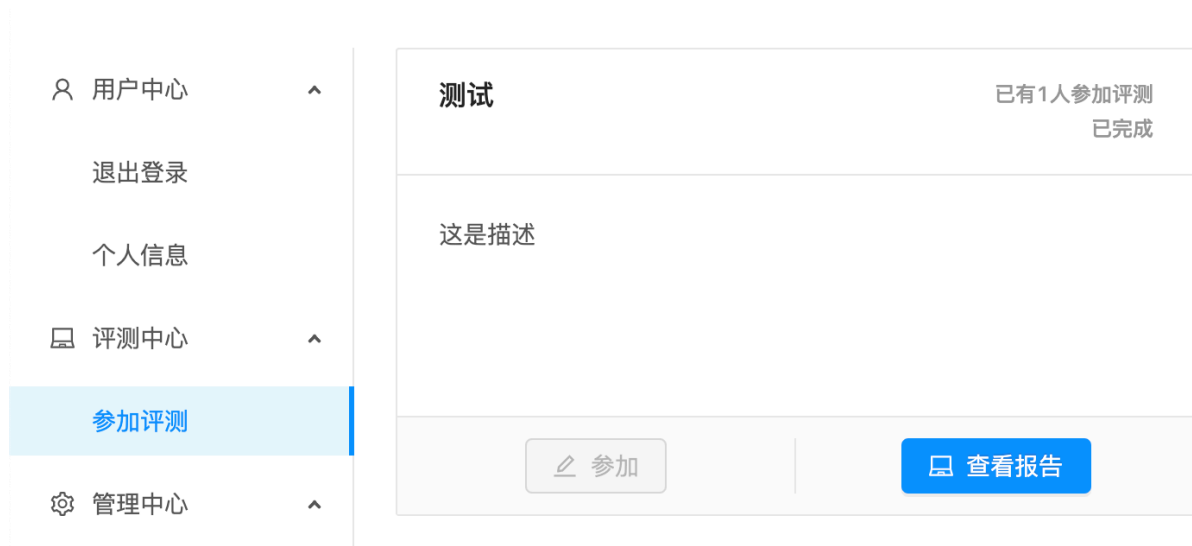 用户中心
退出登录
个人信息
评测中心
参加评测
管理中心
测试
已有1人参加评测
已完成
这是描述
参加
查看报告